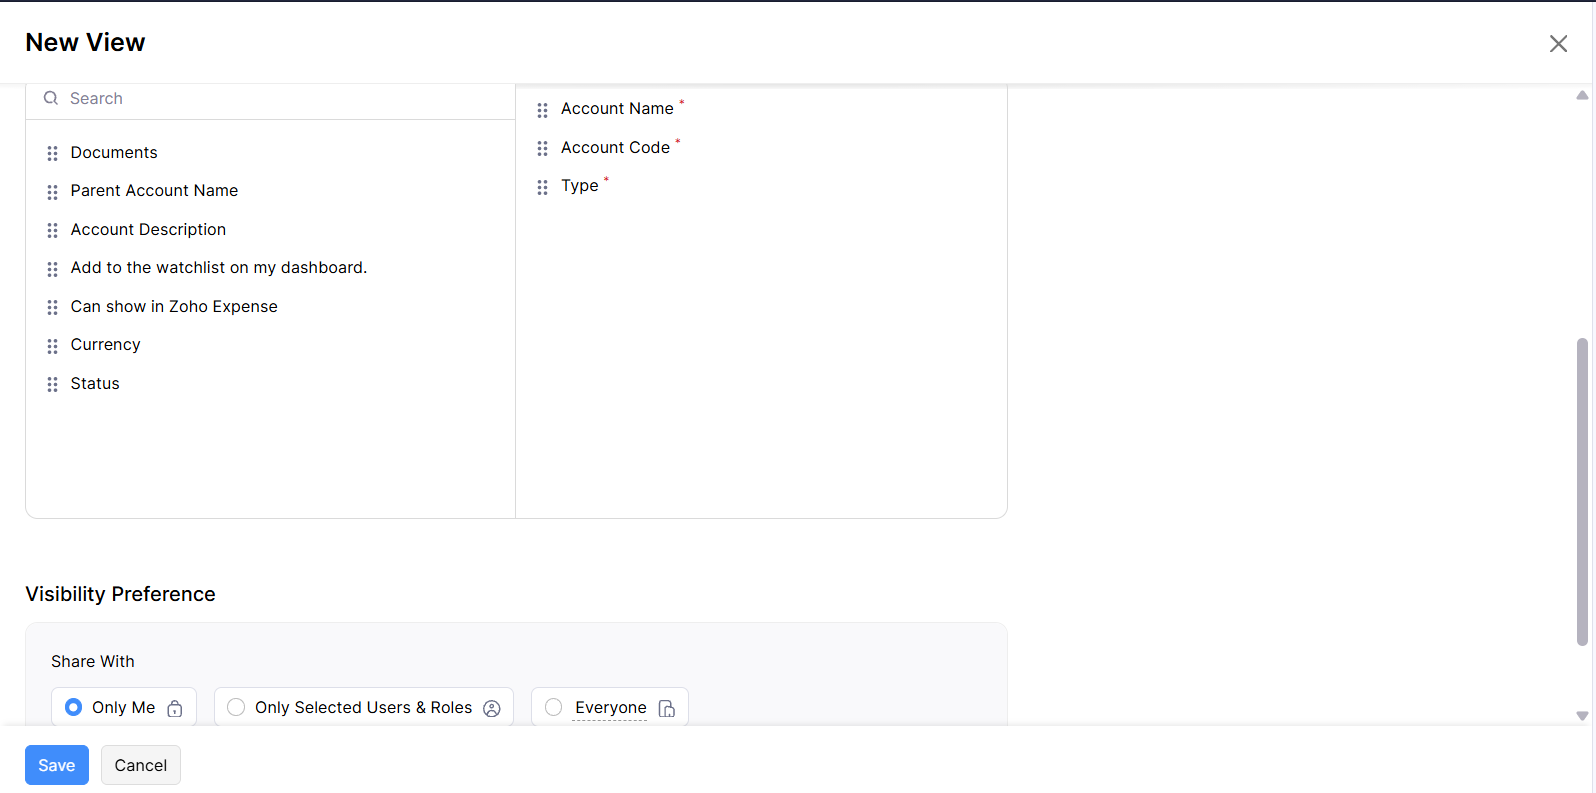 New View
Search
Documents
Parent Account Name
Account Description
Add to the watchlist on my dashboard.
Can show in Zoho Expense
Currency
Status
Account Name *
Account Code *
Type *
Visibility Preference
Share With
Only Me
Only Selected Users & Roles
Everyone
Save
Cancel